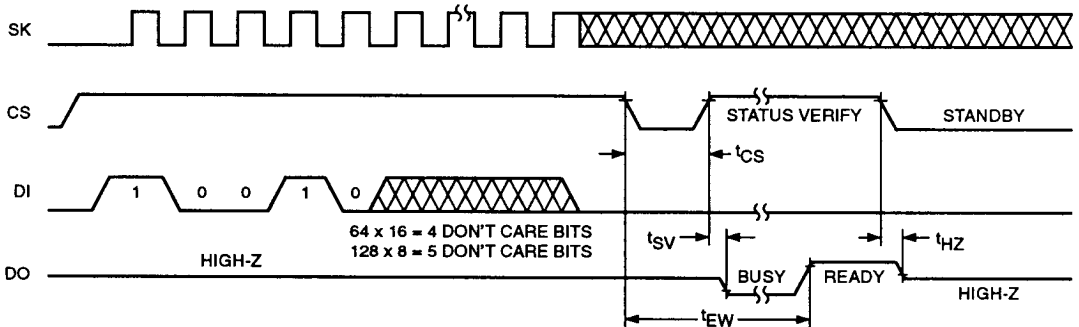 SK
CS
STATUS VERIFY
STANDBY
tCS
DI
1 0 0 1 0
64 x 16 = 4 DON'T CARE BITS
128 x 8 = 5 DON'T CARE BITS
tSV
tHZ
DO
HIGH-Z
BUSY
READY
HIGH-Z
tEW